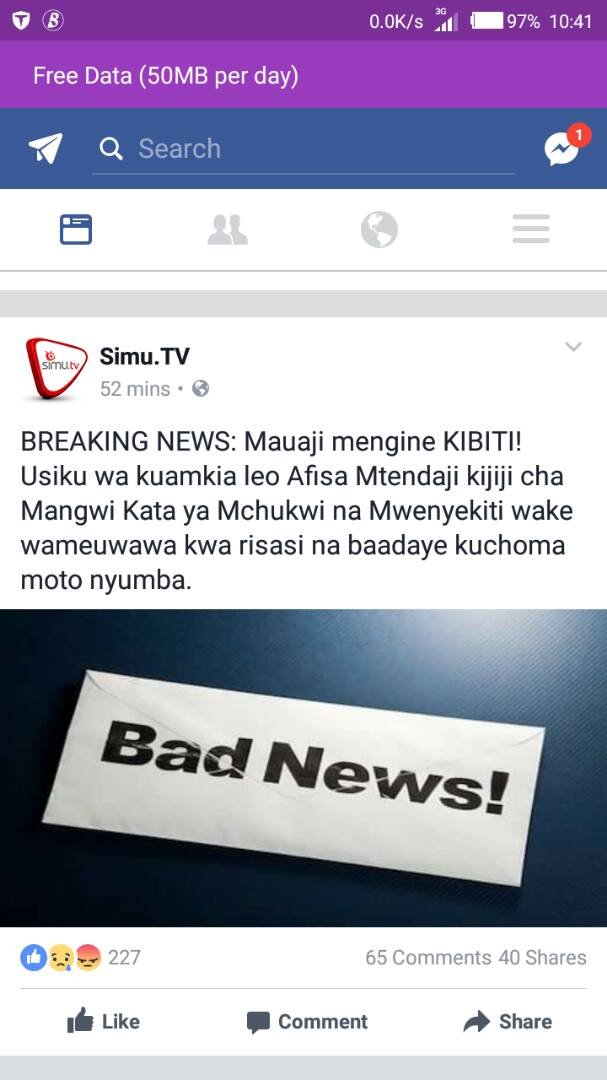 0.0K/s 3G 97% 10:41
Free Data (50MB per day)
Search
1
simu.tv
Simu.TV
52 mins •
BREAKING NEWS: Mauaji mengine KIBITI!
Usiku wa kuamkia leo Afisa Mtendaji kijiji cha
Mangwi Kata ya Mchukwi na Mwenyekiti wake
wameuwawa kwa risasi na baadaye kuchoma
moto nyumba.
Bad News!
227
65 Comments 40 Shares
Like Comment Share